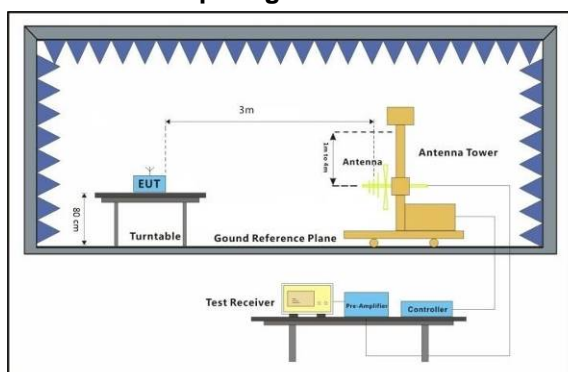 3m
1m to 4m
Antenna
Antenna Tower
EUT
80 cm
Turntable
Gound Reference Plane
Test Receiver
Pre-Amplifier
Controller